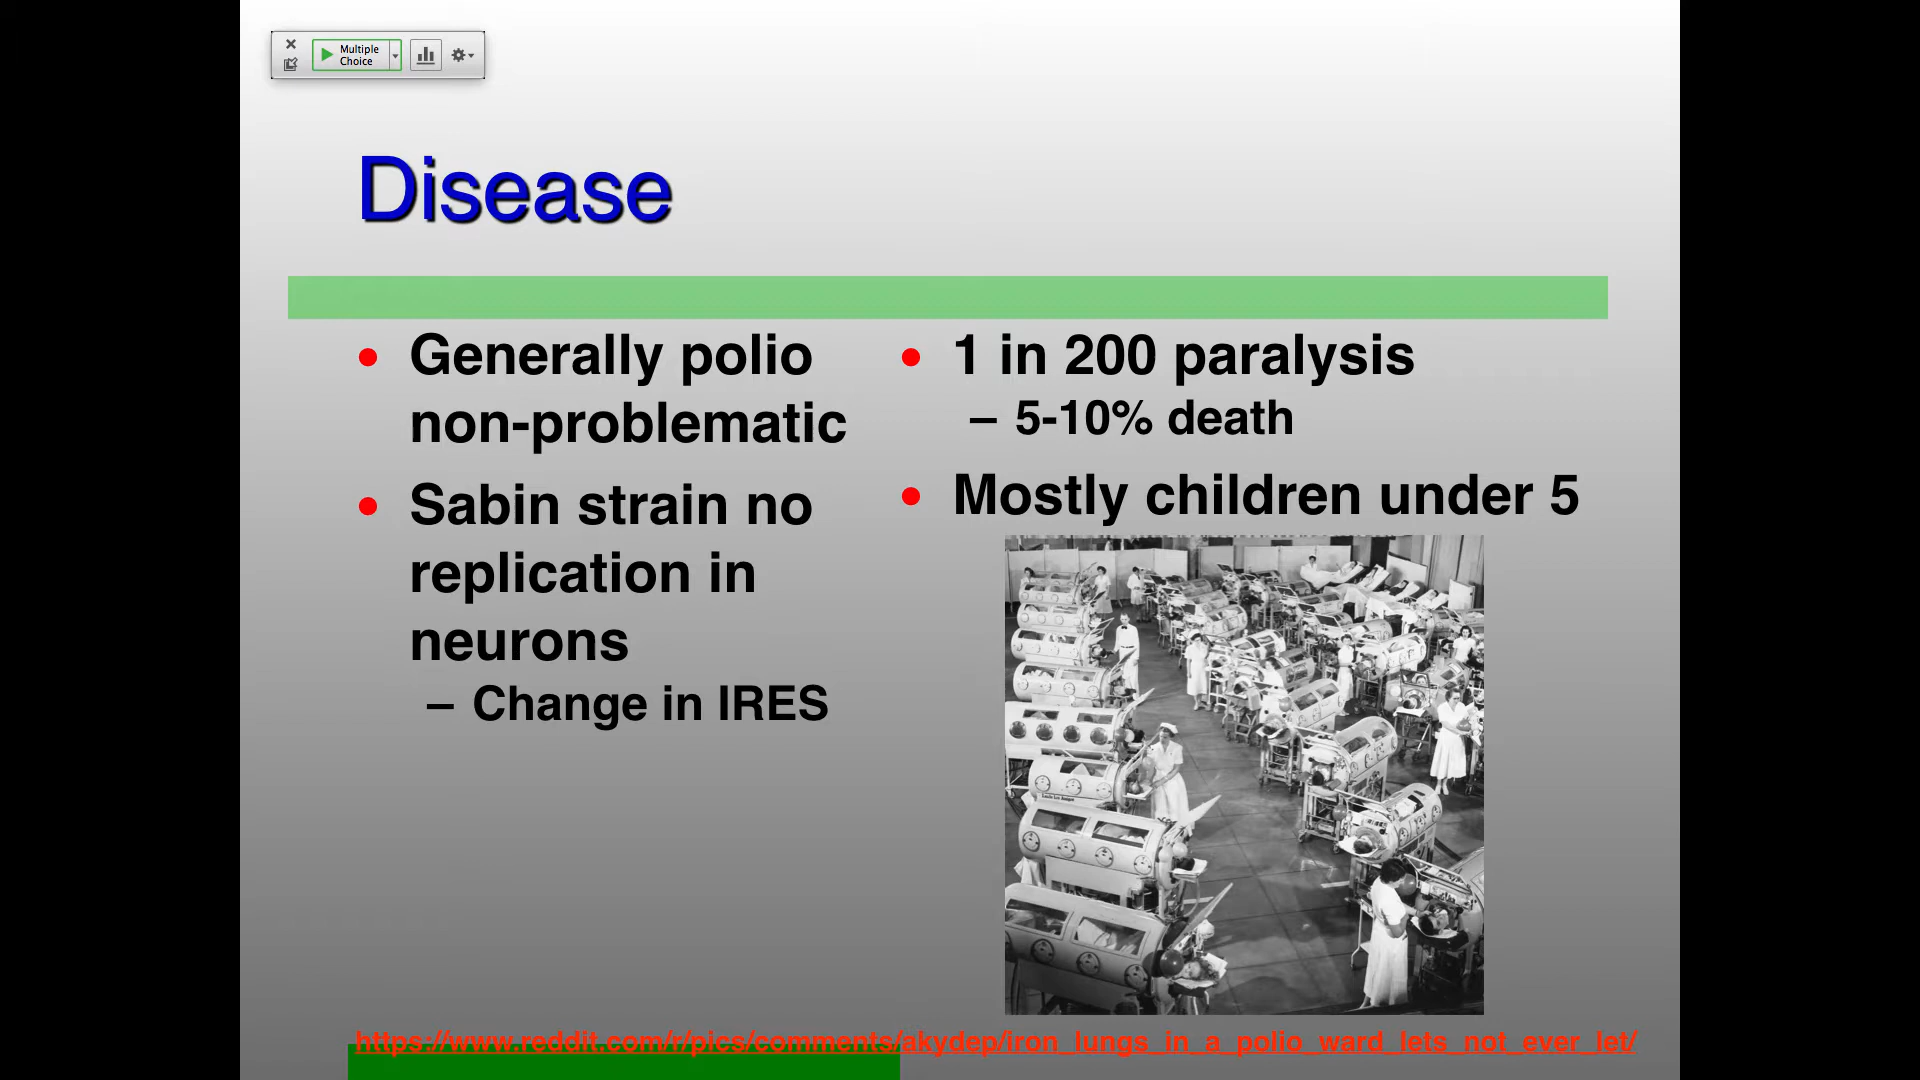 Multiple
Choice
Disease
Generally polio
non-problematic
Sabin strain no
replication in
neurons
– Change in IRES
1 in 200 paralysis
– 5-10% death
Mostly children under 5
https://www.reddit.com/r/pics/comments/akydep/iron_lungs_in_a_polio_ward_lets_not_ever_let/